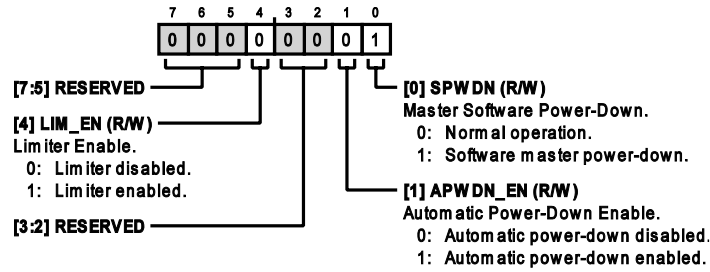 7 6 5 4 3 2 1 0
0 0 0 0 0 0 0 1
[7:5] RESERVED
[4] LIM_EN (R/W)
Limiter Enable.
0: Limiter disabled.
1: Limiter enabled.
[3:2] RESERVED
[0] SPWDN (R/W)
Master Software Power-Down.
0: Normal operation.
1: Software master power-down.
[1] APWDN_EN (R/W)
Automatic Power-Down Enable.
0: Automatic power-down disabled.
1: Automatic power-down enabled.